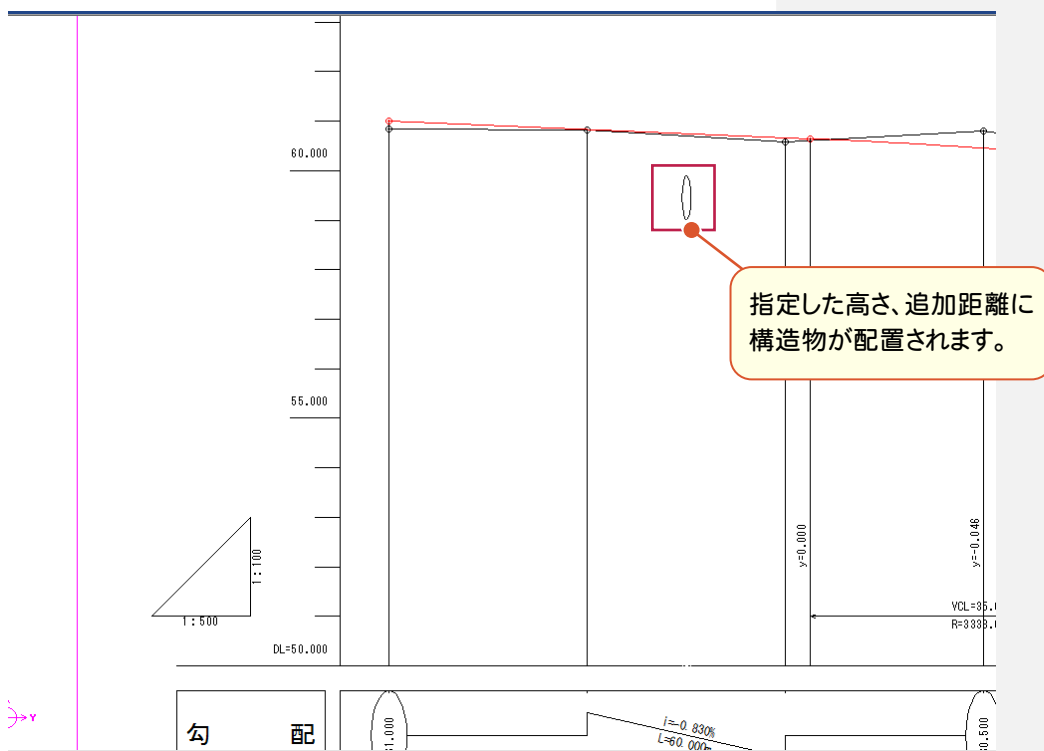 60.000
指定した高さ、追加距離に
構造物が配置されます。
55.000
y=0.000
y=-0.046
1:100
1:500
VCL=35.
R=3333.
DL=50.000
Y
勾 配
i=-0.830%
L=60.000m